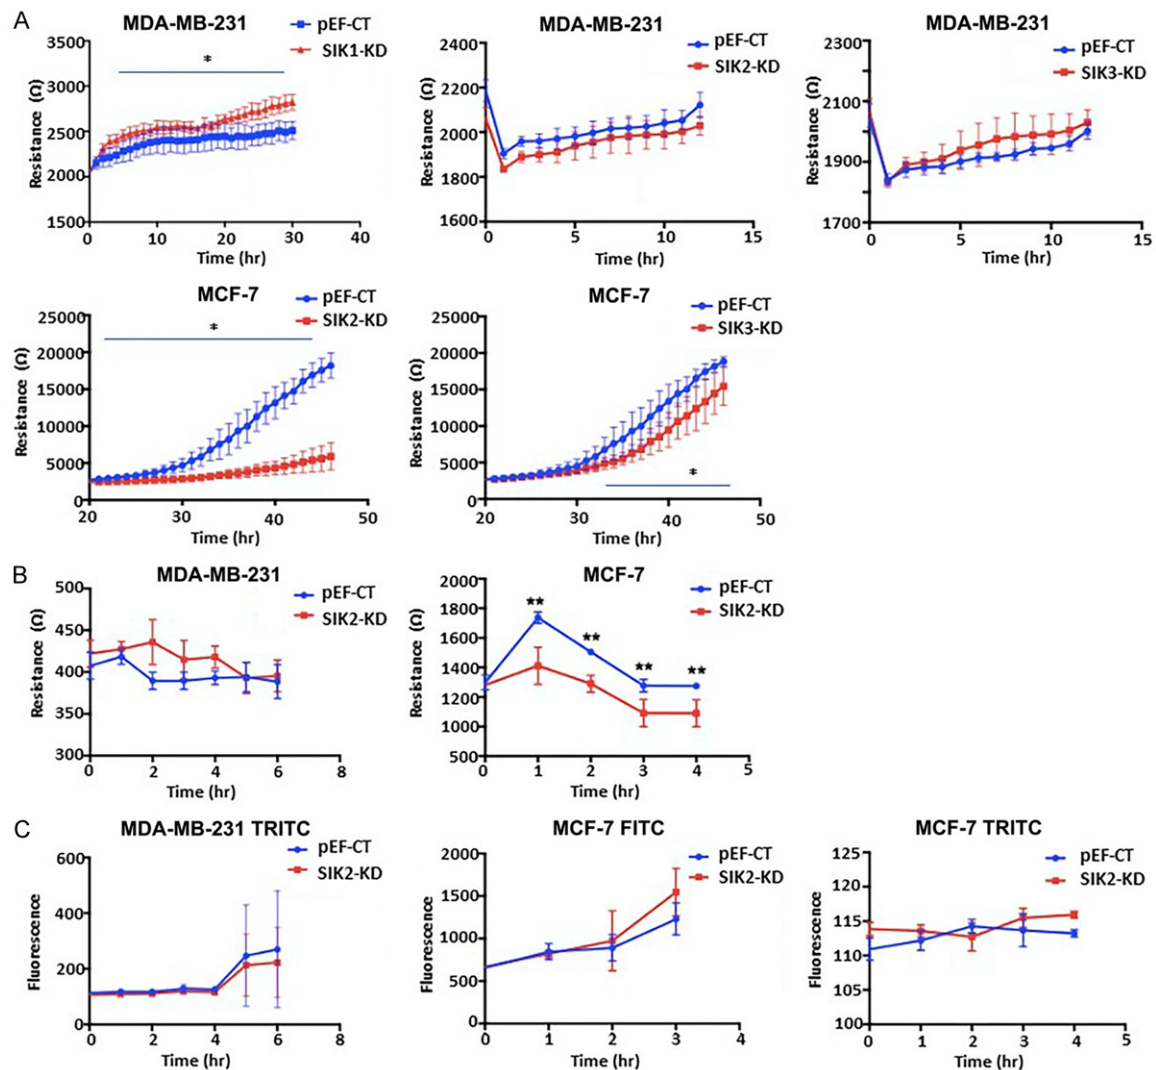 A
MDA-MB-231
pEF-CT
SIK1-KD
*
3500
3000
2500
2000
1500
Resistance (Ω)
0
10
20
30
40
Time (hr)
MDA-MB-231
pEF-CT
SIK2-KD
2400
2200
2000
1800
1600
Resistance (Ω)
0
5
10
15
Time (hr)
MDA-MB-231
pEF-CT
SIK3-KD
2300
2100
1900
1700
Resistance (Ω)
0
5
10
15
Time (hr)
MCF-7
pEF-CT
SIK2-KD
*
25000
20000
15000
10000
5000
0
Resistance (Ω)
20
30
40
50
Time (hr)
MCF-7
pEF-CT
SIK3-KD
*
25000
20000
15000
10000
5000
0
Resistance (Ω)
20
30
40
50
Time (hr)
B
MDA-MB-231
pEF-CT
SIK2-KD
500
450
400
350
300
Resistance (Ω)
0
2
4
6
8
Time (hr)
MCF-7
pEF-CT
SIK2-KD
** ** ** **
2000
1800
1600
1400
1200
1000
500
Resistance (Ω)
0
1
2
3
4
5
Time (hr)
C
MDA-MB-231 TRITC
pEF-CT
SIK2-KD
600
400
200
0
Fluorescence
0
2
4
6
8
Time (hr)
MCF-7 FITC
pEF-CT
SIK2-KD
2000
1500
1000
500
0
Fluorescence
0
1
2
3
4
Time (hr)
MCF-7 TRITC
pEF-CT
SIK2-KD
125
120
115
110
105
100
Fluorescence
0
1
2
3
4
5
Time (hr)